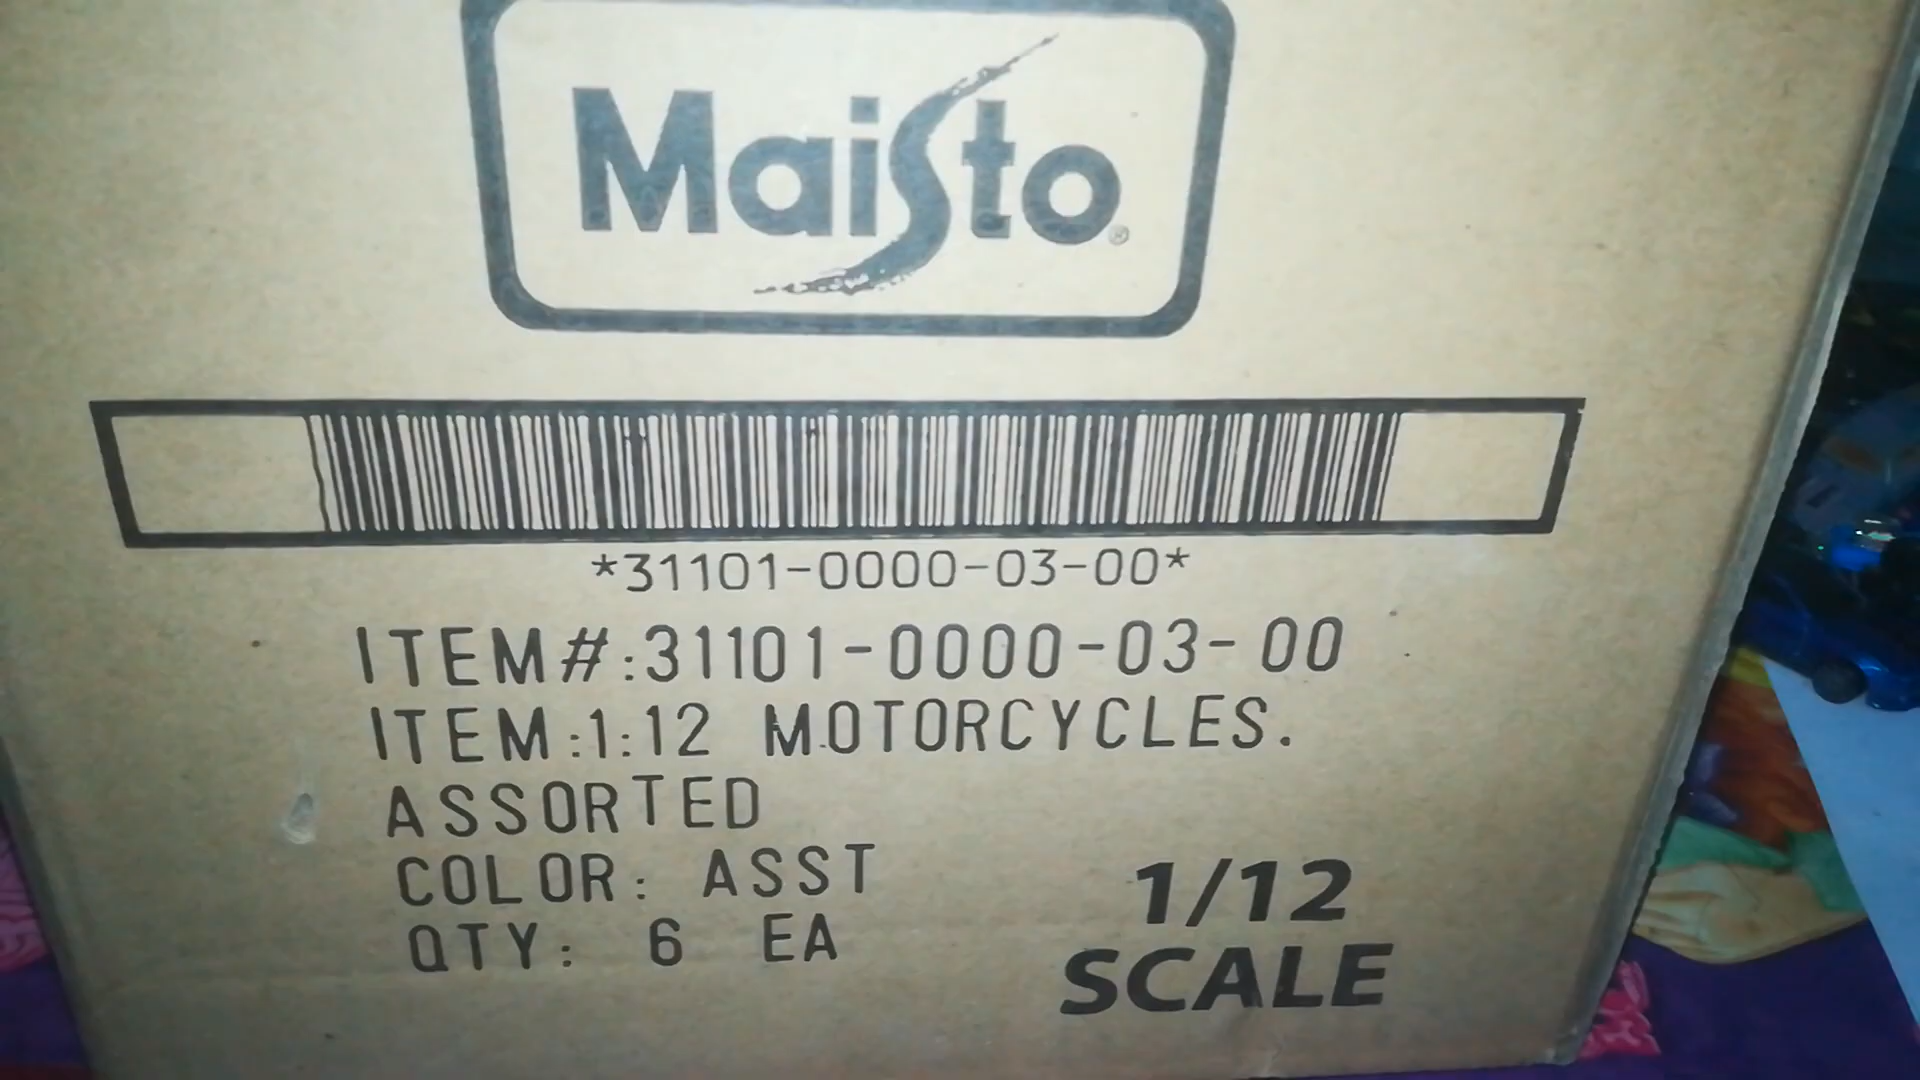 Maisto®
*31101-0000-03-00*
ITEM#:31101-0000-03-00
ITEM:1:12 MOTORCYCLES.
ASSORTED
COLOR: ASST
QTY: 6 EA
1/12
SCALE